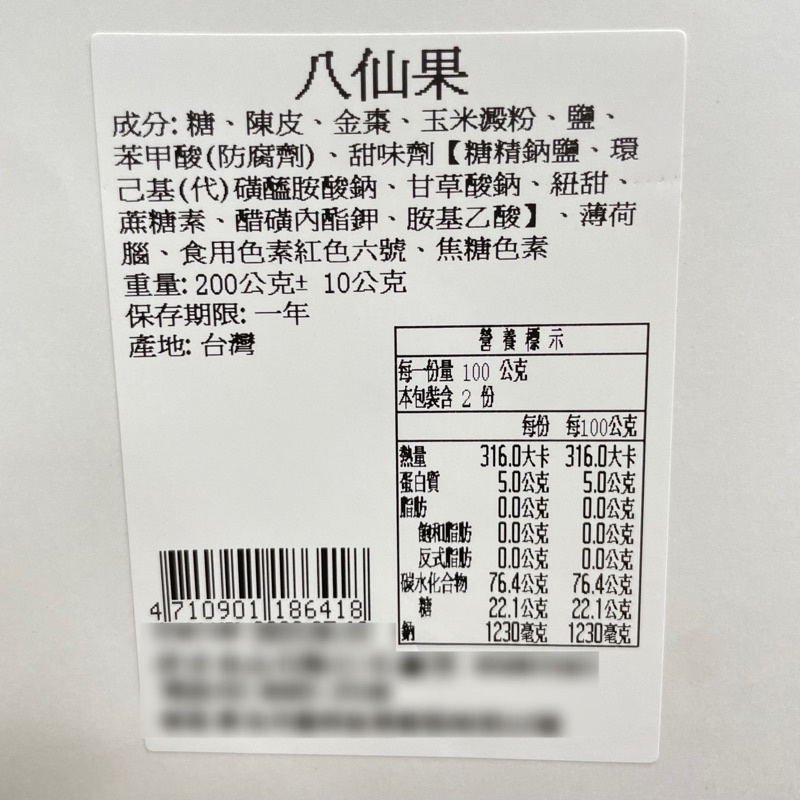 八仙果
成分: 糖、陳皮、金棗、玉米澱粉、鹽、
苯甲酸(防腐劑)、甜味劑【糖精鈉鹽、環
己基(代)磺醯胺酸鈉、甘草酸鈉、紐甜、
蔗糖素、醋磺內酯鉀、胺基乙酸】、薄荷
腦、食用色素紅色六號、焦糖色素
重量: 200公克± 10公克
保存期限: 一年
產地: 台灣
營養標示
每一份量 100 公克
本包裝含 2 份
每份 每100公克
熱量 316.0大卡 316.0大卡
蛋白質 5.0公克 5.0公克
脂肪 0.0公克 0.0公克
飽和脂肪 0.0公克 0.0公克
反式脂肪 0.0公克 0.0公克
碳水化合物 76.4公克 76.4公克
糖 22.1公克 22.1公克
鈉 1230毫克 1230毫克
4 710901 186418